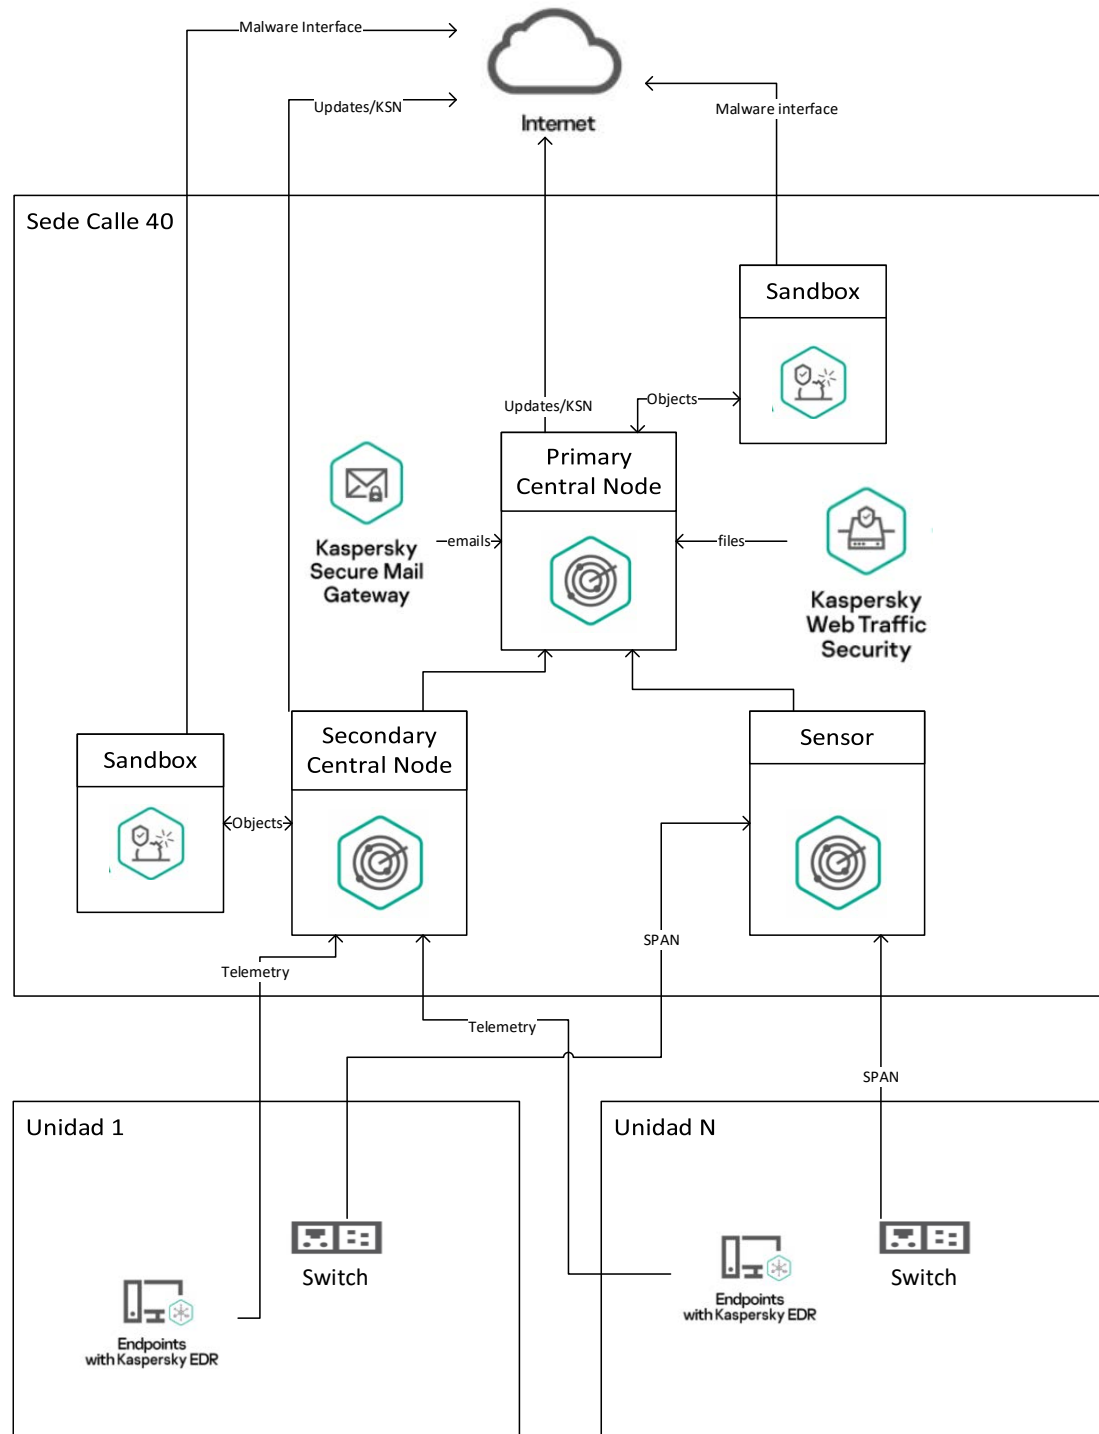 Malware Interface
Updates/KSN
Internet
Malware interface
Sede Calle 40
Sandbox
Updates/KSN
Objects
Primary
Central Node
Kaspersky
Secure Mail
Gateway
emails
files
Kaspersky
Web Traffic
Security
Sandbox
Secondary
Central Node
Sensor
Objects
SPAN
Telemetry
Telemetry
SPAN
Unidad 1
Unidad N
Switch
Endpoints
with Kaspersky EDR
Endpoints
with Kaspersky EDR
Switch